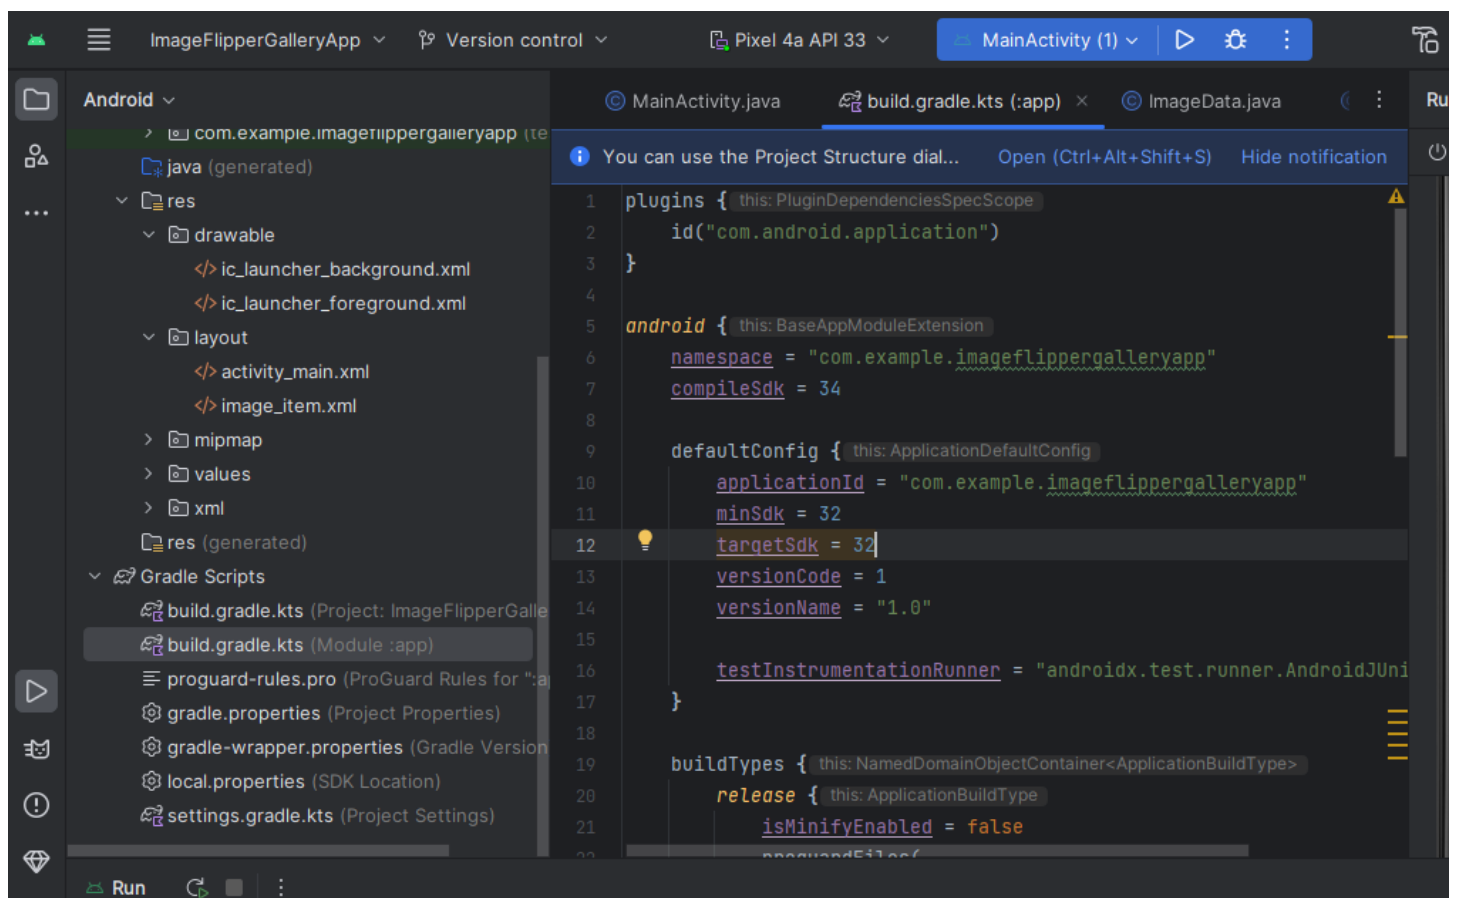 ImageFlipperGalleryApp
Version control
Pixel 4a API 33
MainActivity (1)
Android
com.example.imageflippergalleryapp (te
java (generated)
res
drawable
ic_launcher_background.xml
ic_launcher_foreground.xml
layout
activity_main.xml
image_item.xml
mipmap
values
xml
res (generated)
Gradle Scripts
build.gradle.kts (Project: ImageFlipperGalle
build.gradle.kts (Module :app)
proguard-rules.pro (ProGuard Rules for ":a
gradle.properties (Project Properties)
gradle-wrapper.properties (Gradle Version
local.properties (SDK Location)
settings.gradle.kts (Project Settings)
MainActivity.java
build.gradle.kts (:app)
ImageData.java
Ru
You can use the Project Structure dial... Open (Ctrl+Alt+Shift+S) Hide notification
1 plugins { this: PluginDependenciesSpecScope
2 id("com.android.application")
3 }
4
5 android { this: BaseAppModuleExtension
6 namespace = "com.example.imageflippergalleryapp"
7 compileSdk = 34
8
9 defaultConfig { this: ApplicationDefaultConfig
10 applicationId = "com.example.imageflippergalleryapp"
11 minSdk = 32
12 targetSdk = 32
13 versionCode = 1
14 versionName = "1.0"
15
16 testInstrumentationRunner = "androidx.test.runner.AndroidJUni
17 }
18
19 buildTypes { this: NamedDomainObjectContainer<ApplicationBuildType>
20 release { this: ApplicationBuildType
21 isMinifyEnabled = false
22 proguardFiles(
Run